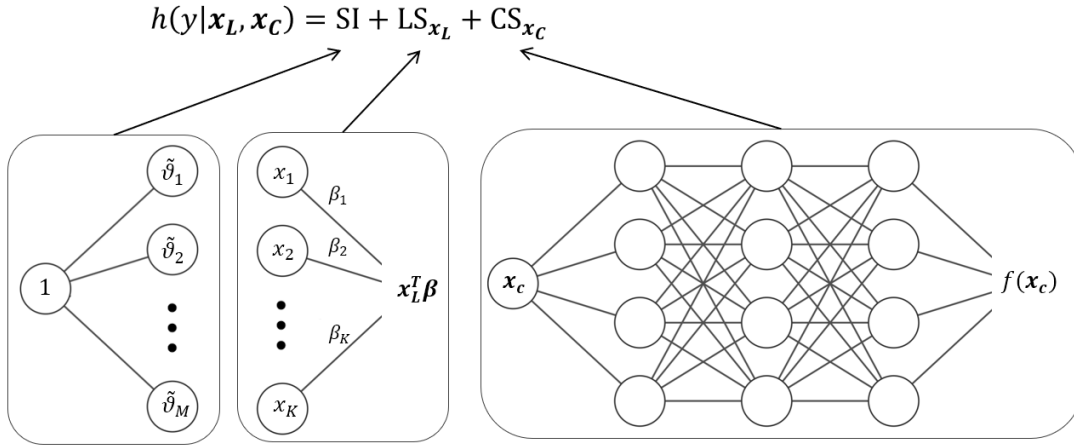 h(y|x_L, x_C) = SI + LS_{x_L} + CS_{x_C}
1
ϑ̃_1
ϑ̃_2
ϑ̃_M
x_1
x_2
x_K
β_1
β_2
β_K
x_L^T β
x_c
f(x_c)